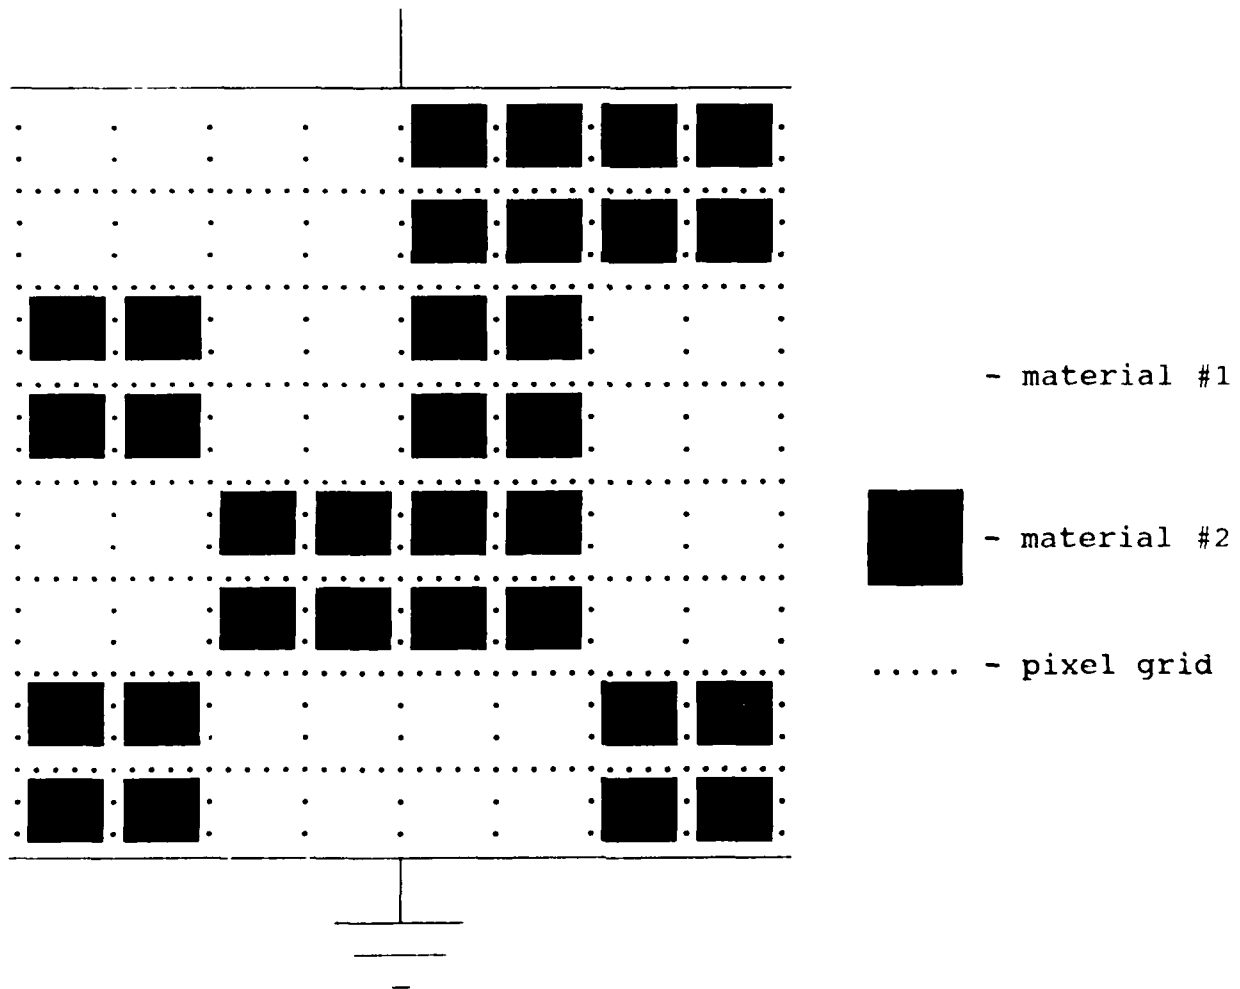 - material #1
- material #2
..... - pixel grid